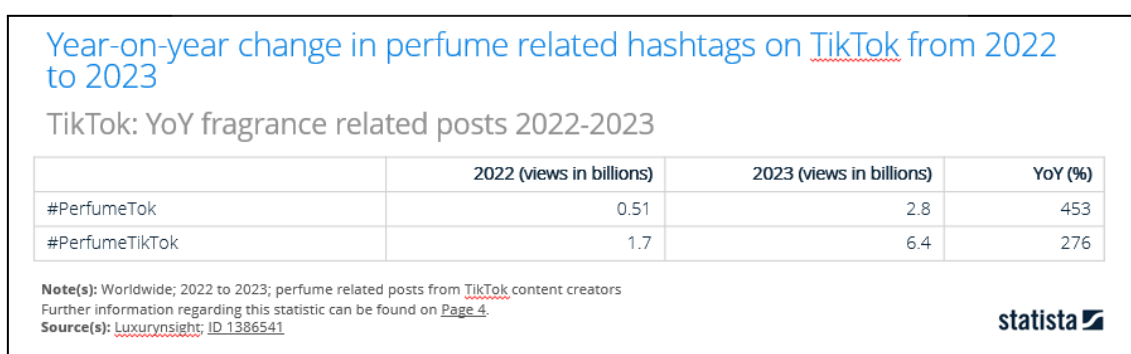 Year-on-year change in perfume related hashtags on TikTok from 2022
to 2023
TikTok: YoY fragrance related posts 2022-2023
2022 (views in billions) 2023 (views in billions) YoY (%)
#PerfumeTok 0.51 2.8 453
#PerfumeTikTok 1.7 6.4 276
Note(s): Worldwide; 2022 to 2023; perfume related posts from TikTok content creators
Further information regarding this statistic can be found on Page 4.
Source(s): Luxurynsight; ID 1386541
statista